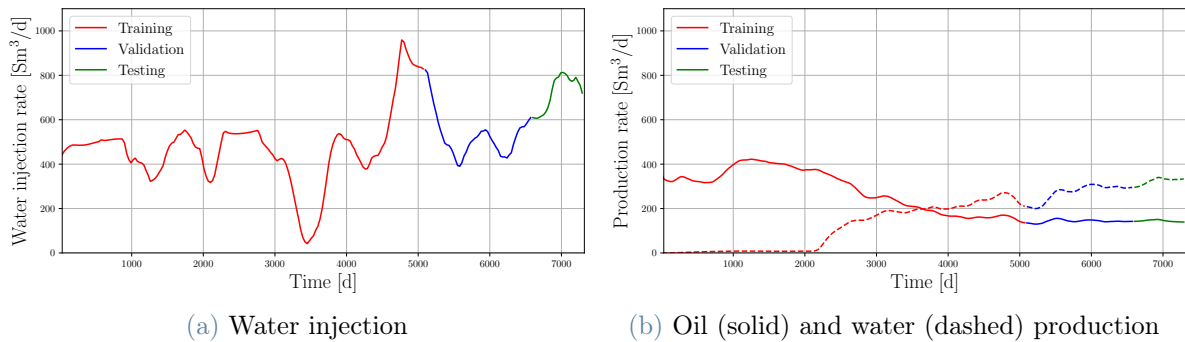 Training
Validation
Testing
Water injection rate [Sm³/d]
1000
800
600
400
200
0
1000 2000 3000 4000 5000 6000 7000
Time [d]
(a) Water injection
Training
Validation
Testing
Production rate [Sm³/d]
1000
800
600
400
200
0
1000 2000 3000 4000 5000 6000 7000
Time [d]
(b) Oil (solid) and water (dashed) production